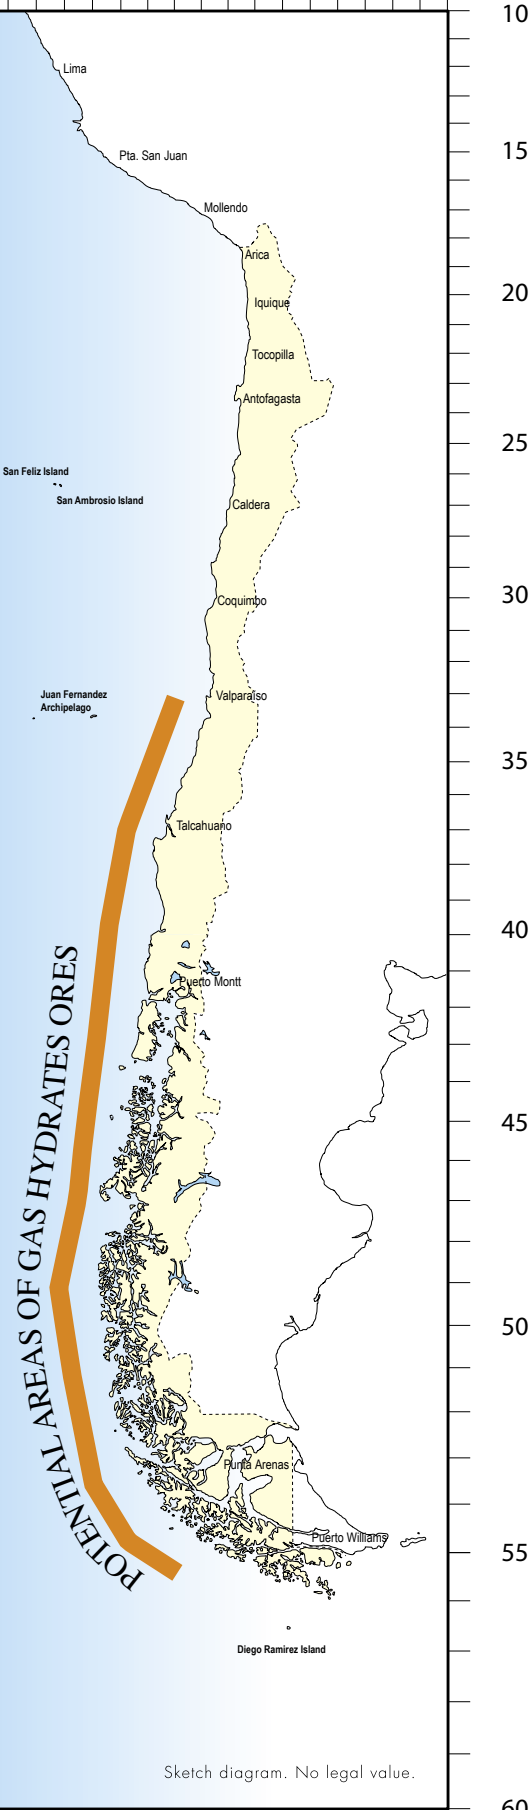 10
Lima
15
Pta. San Juan
Mollendo
Arica
20
Iquique
Tocopilla
Antofagasta
25
San Feliz Island
San Ambrosio Island
Caldera
30
Coquimbo
Juan Fernandez
Archipelago
Valparaíso
35
Talcahuano
40
Puerto Montt
POTENTIAL AREAS OF GAS HYDRATES ORES
45
50
Punta Arenas
Puerto Williams
55
Diego Ramirez Island
Sketch diagram. No legal value.
60